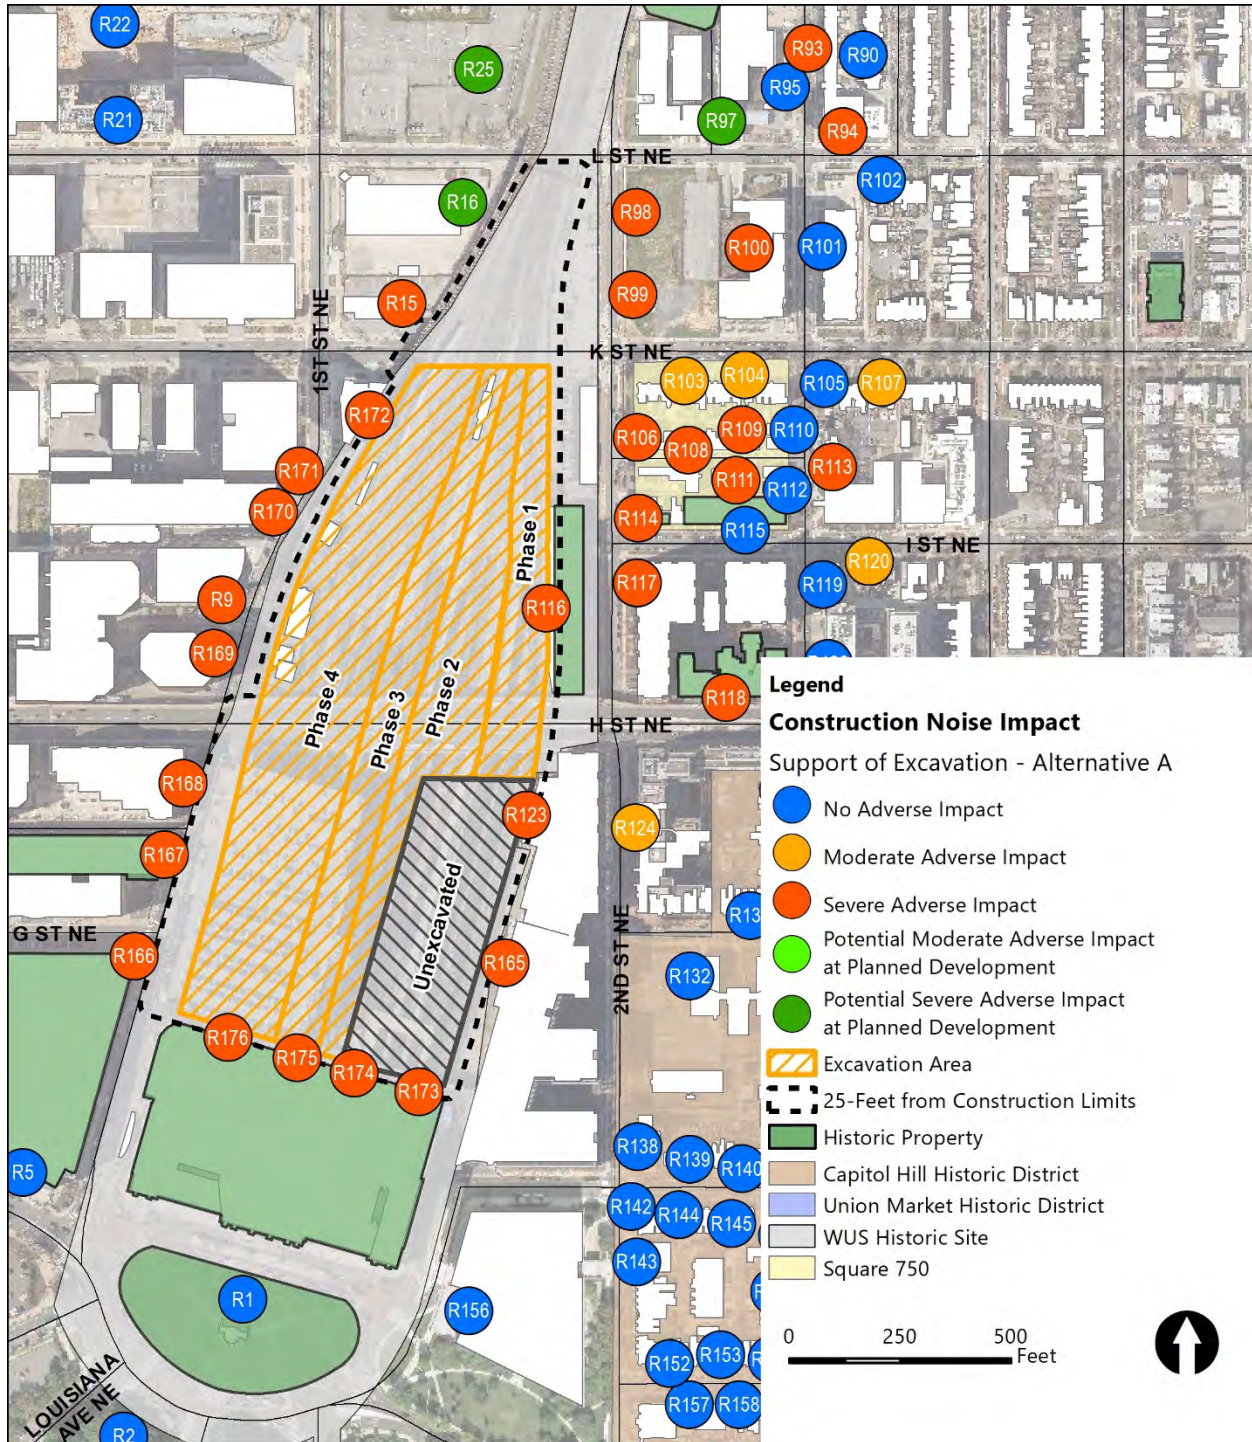 R22
R93
R90
R25
R95
R21
R97
R94
L ST NE
R102
R16
R98
R100
R101
R99
R15
1ST ST NE
K ST NE
R103
R104
R105
R107
R172
R106
R109
R110
R108
R113
R171
R111
R112
R170
R114
R115
Phase 1
I ST NE
R120
R117
R119
R9
R116
R169
Phase 4
Phase 3
Phase 2
R118
H ST NE
R168
R123
R124
R167
Unexcavated
G ST NE
R166
R165
2ND ST NE
R13
R132
R176
R175
R174
R173
R138
R139
R140
R5
R142
R144
R145
R143
R1
R156
R152
R153
R157
R158
LOUISIANA
AVE NE
R2
Legend
Construction Noise Impact
Support of Excavation - Alternative A
No Adverse Impact
Moderate Adverse Impact
Severe Adverse Impact
Potential Moderate Adverse Impact
at Planned Development
Potential Severe Adverse Impact
at Planned Development
Excavation Area
25-Feet from Construction Limits
Historic Property
Capitol Hill Historic District
Union Market Historic District
WUS Historic Site
Square 750
0 250 500
Feet